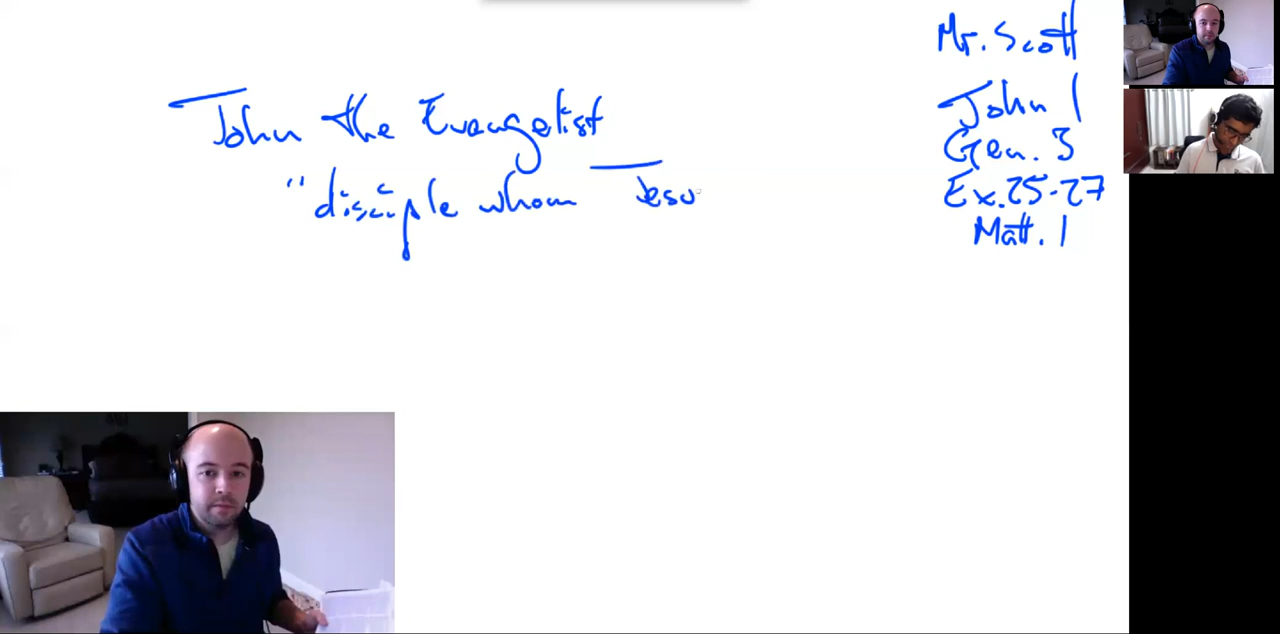 John the Evangelist
"disciple whom Jesu
Mr. Scott
John 1
Gen. 3
Ex. 25-27
Matt. 1